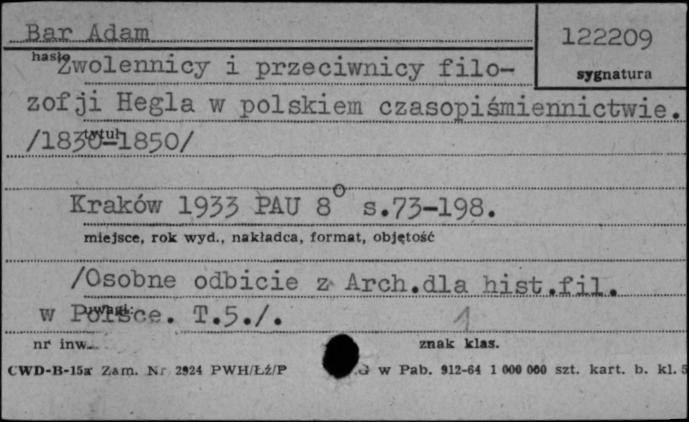 Bar Adam
122209
hasło
sygnatura
Zwolennicy i przeciwnicy filo-
zofji Hegla w polskiem czasopiśmiennictwie.
/1830-1850/
tytuł
Kraków 1933 PAU 8° s.73-198.
miejsce, rok wyd., nakładca, format, objętość
/Osobne odbicie z Arch.dla hist.fil.
w Polsce. T.5./.
uwagi:
1
nr inw.
znak klas.
CWD-B-15a Zam. Nr 2924 PWH/Łź/P G w Pab. 912-64 1 000 000 szt. kart. b. kl. 5